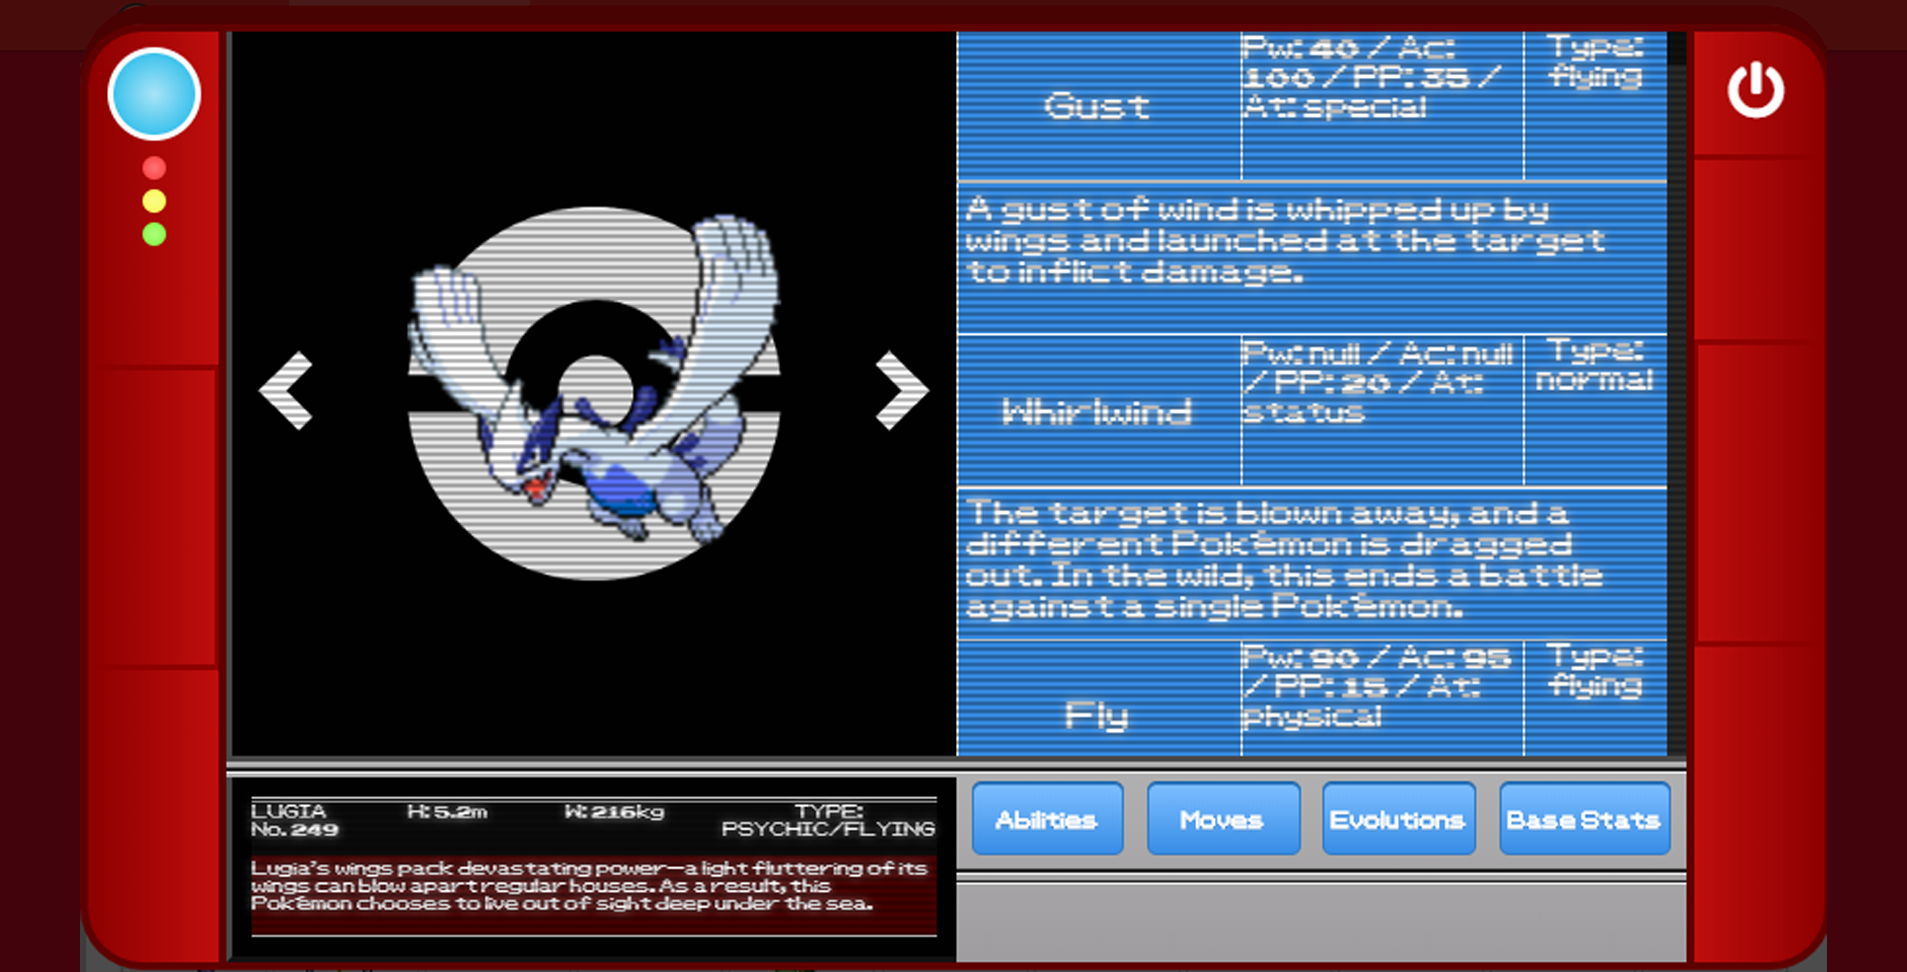 Gust
Pw: 40 / Ac:
100 / PP: 35 /
At: special
Type:
flying
A gust of wind is whipped up by
wings and launched at the target
to inflict damage.
Whirlwind
Pw: null / Ac: null
/ PP: 20 / At:
status
Type:
normal
The target is blown away, and a
different Pokémon is dragged
out. In the wild, this ends a battle
against a single Pokémon.
Fly
Pw: 90 / Ac: 95
/ PP: 15 / At:
physical
Type:
flying
LUGIA
No. 249
H: 5.2m
W: 216kg
TYPE:
PSYCHIC/FLYING
Lugia's wings pack devastating power—a light fluttering of its
wings can blow apart regular houses. As a result, this
Pokémon chooses to live out of sight deep under the sea.
Abilities
Moves
Evolutions
Base Stats